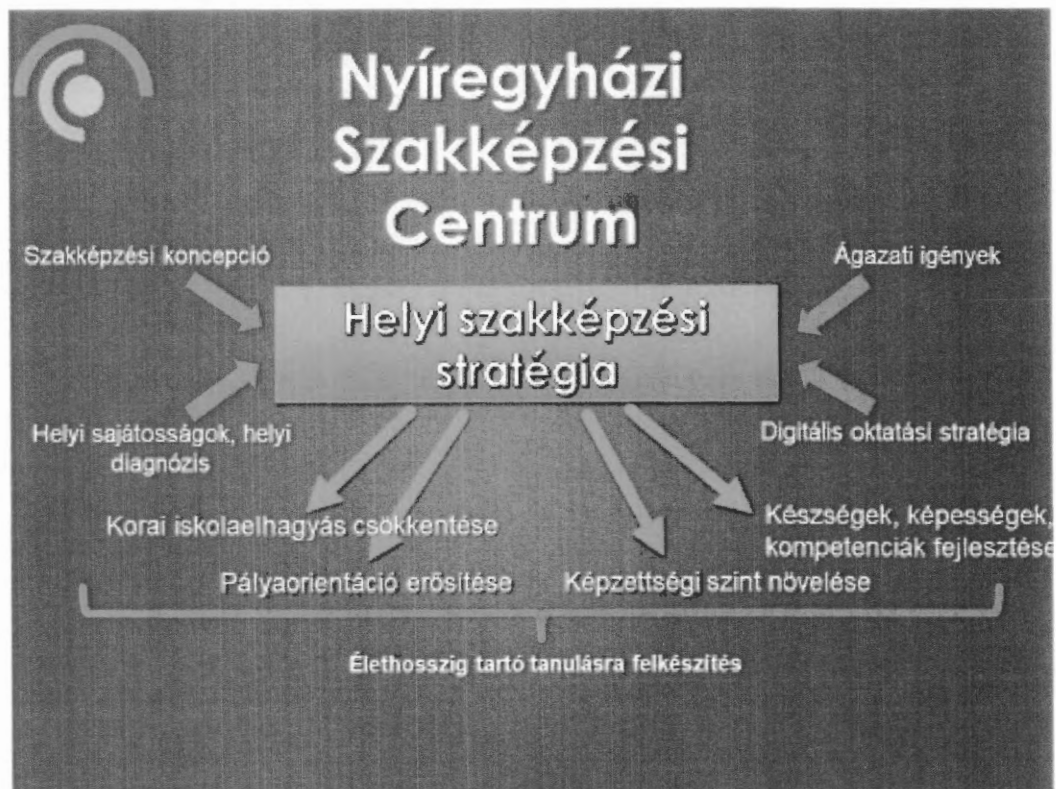 Nyíregyházi
Szakképzési
Centrum
Szakképzési koncepció
Ágazati igények
Helyi szakképzési
stratégia
Helyi sajátosságok, helyi
diagnózis
Digitális oktatási stratégia
Korai iskolaelhagyás csökkentése
Készségek, képességek,
kompetenciák fejlesztése
Pályaorientáció erősítése
Képzettségi szint növelése
Élethosszig tartó tanulásra felkészítés